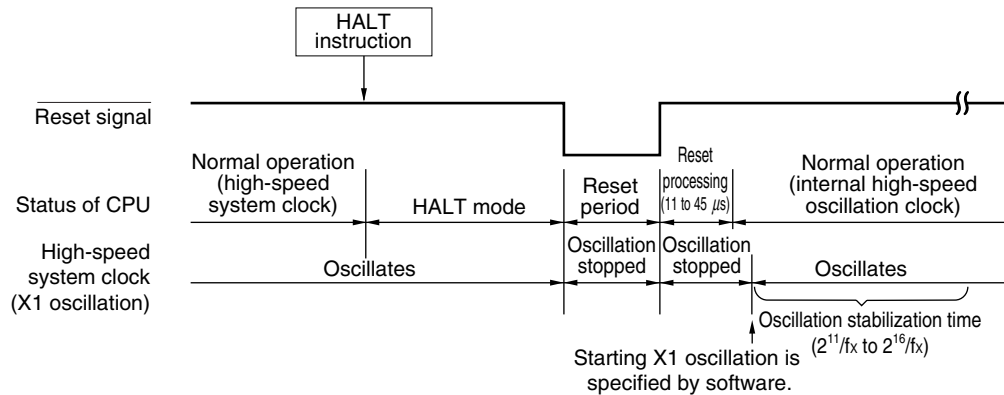 HALT
instruction
Reset signal
Status of CPU
Normal operation
(high-speed
system clock)
HALT mode
Reset
period
Reset
processing
(11 to 45 μs)
Normal operation
(internal high-speed
oscillation clock)
High-speed
system clock
(X1 oscillation)
Oscillates
Oscillation
stopped
Oscillation
stopped
Oscillates
Oscillation stabilization time
(2¹¹/fx to 2¹⁶/fx)
Starting X1 oscillation is
specified by software.